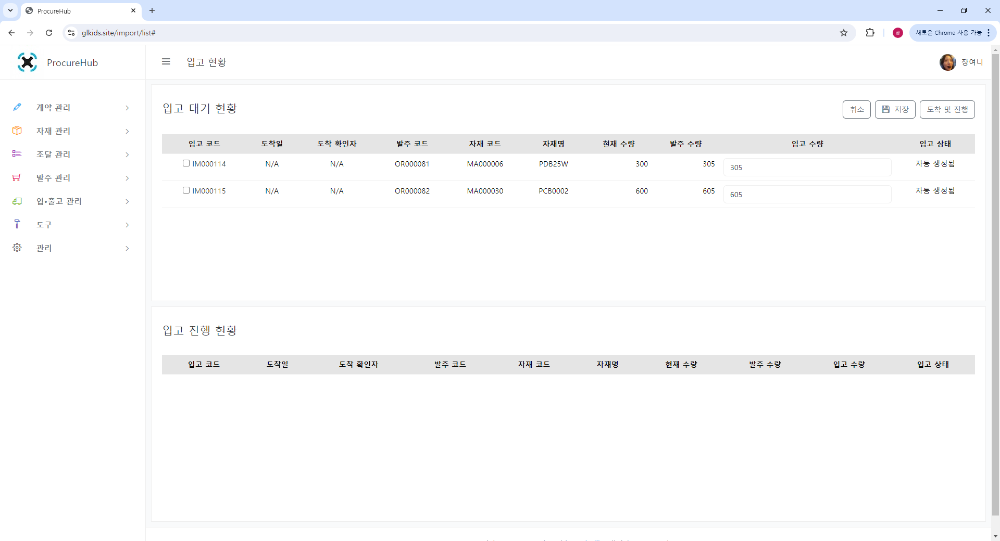 ProcureHub
glkids.site/import/list#
곰
새로운 Chrome 사용 가능
ProcureHub
입고 현황
장여니
계약 관리
자재 관리
조달 관리
발주 관리
입•출고 관리
도구
관리
입고 대기 현황
취소 저장 도착 및 진행
입고 코드 도착일 도착 확인자 발주 코드 자재 코드 자재명 현재 수량 발주 수량 입고 수량 입고 상태
IM000114 N/A N/A OR000081 MA000006 PDB25W 300 305 305 자동 생성됨
IM000115 N/A N/A OR000082 MA000030 PCB0002 600 605 605 자동 생성됨
입고 진행 현황
입고 코드 도착일 도착 확인자 발주 코드 자재 코드 자재명 현재 수량 발주 수량 입고 수량 입고 상태